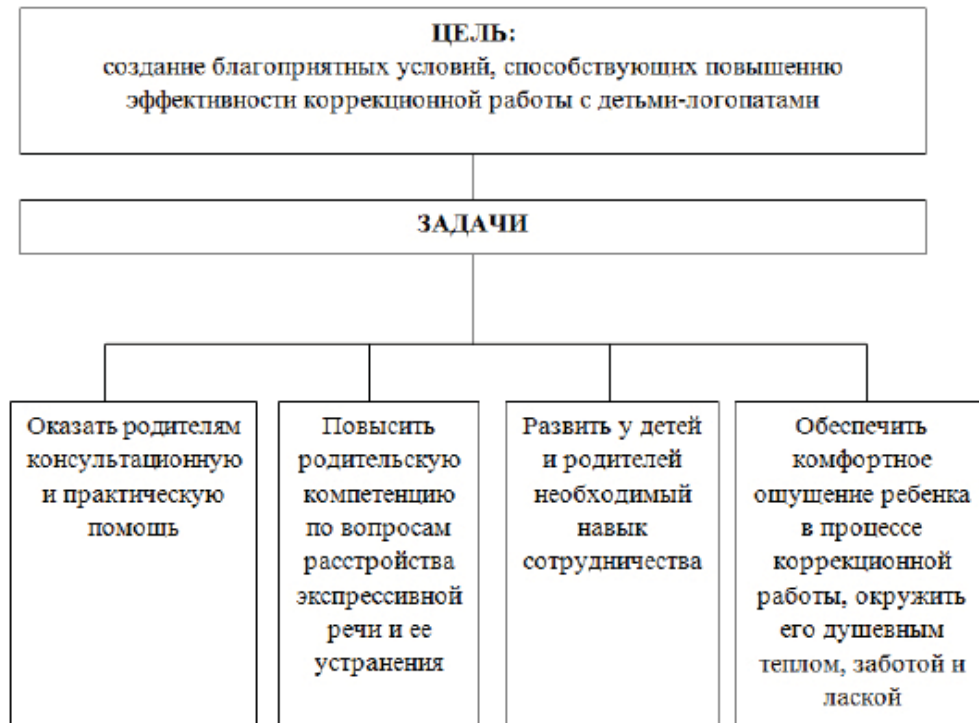 ЦЕЛЬ:
создание благоприятных условий, способствующих повышению
эффективности коррекционной работы с детьми-логопатами
ЗАДАЧИ
Оказать родителям
консультационную
и практическую
помощь
Повысить
родительскую
компетенцию
по вопросам
расстройства
экспрессивной
речи и ее
устранения
Развить у детей
и родителей
необходимый
навык
сотрудничества
Обеспечить
комфортное
ощущение ребенка
в процессе
коррекционной
работы, окружить
его душевным
теплом, заботой и
лаской